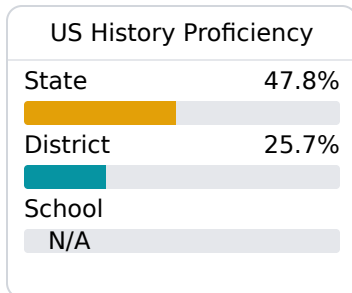 US History Proficiency
State 47.8%
District 25.7%
School
N/A